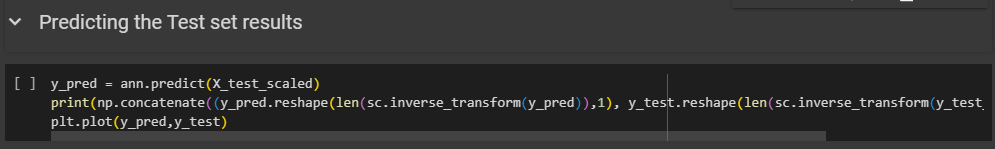 Predicting the Test set results
[ ] y_pred = ann.predict(X_test_scaled)
print(np.concatenate((y_pred.reshape(len(sc.inverse_transform(y_pred)),1), y_test.reshape(len(sc.inverse_transform(y_test_
plt.plot(y_pred,y_test)